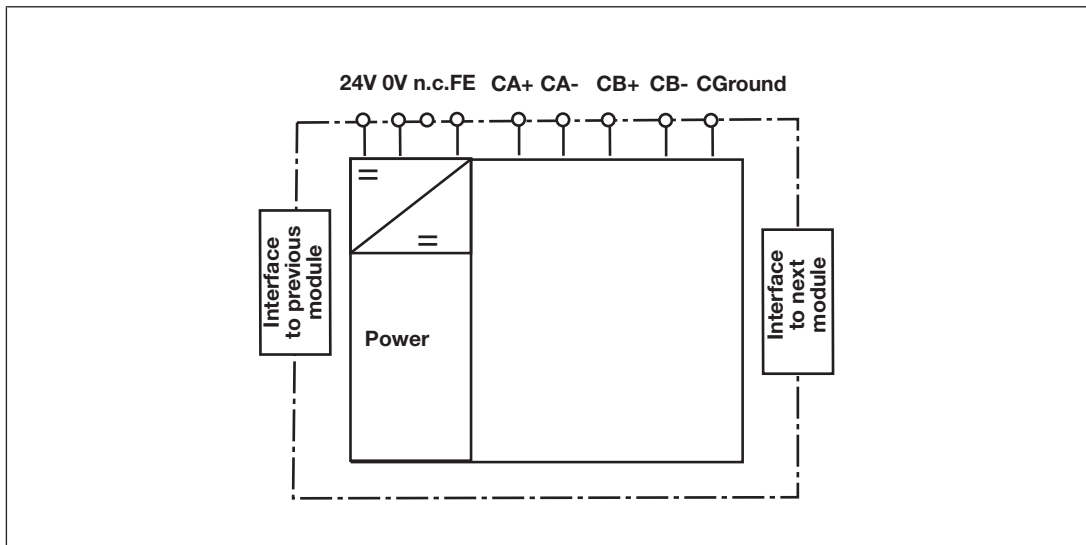 24V 0V n.c.FE CA+ CA- CB+ CB- CGround
Interface
to previous
module
Power
Interface
to next
module